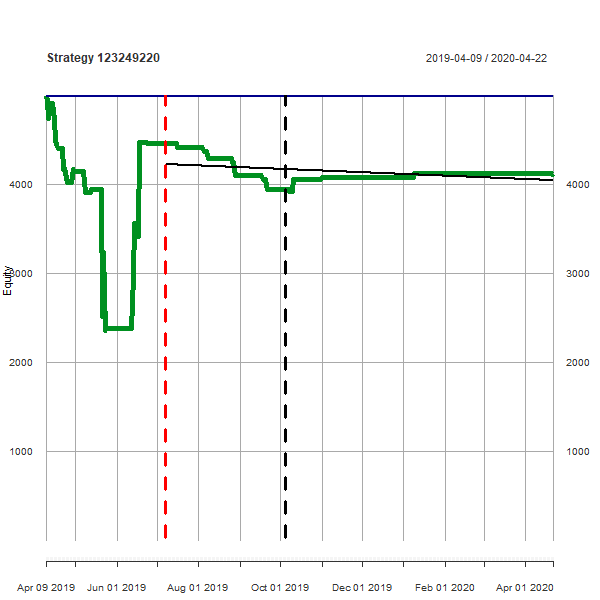 Strategy 123249220
2019-04-09 / 2020-04-22
Equity
4000
4000
3000
3000
2000
2000
1000
1000
Apr 09 2019
Jun 01 2019
Aug 01 2019
Oct 01 2019
Dec 01 2019
Feb 01 2020
Apr 01 2020